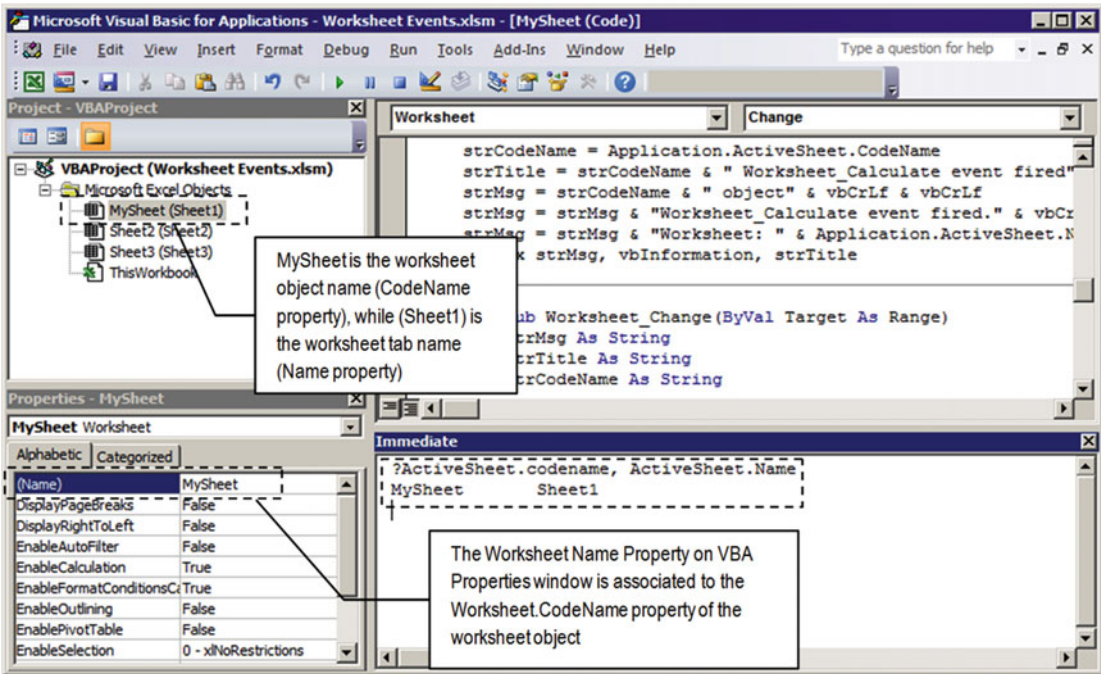 Microsoft Visual Basic for Applications - Worksheet Events.xlsm - [MySheet (Code)]
File Edit View Insert Format Debug Run Tools Add-Ins Window Help
Type a question for help
Project - VBAProject
VBAProject (Worksheet Events.xlsm)
Microsoft Excel Objects
MySheet (Sheet1)
Sheet2 (Sheet2)
Sheet3 (Sheet3)
ThisWorkbook
MySheet is the worksheet
object name (CodeName
property), while (Sheet1) is
the worksheet tab name
(Name property)
Worksheet
Change
strCodeName = Application.ActiveSheet.CodeName
strTitle = strCodeName & " Worksheet_Calculate event fired"
strMsg = strCodeName & " object" & vbCrLf & vbCrLf
strMsg = strMsg & "Worksheet_Calculate event fired." & vbCr
strMsg = strMsg & "Worksheet: " & Application.ActiveSheet.N
x strMsg, vbInformation, strTitle
ub Worksheet_Change(ByVal Target As Range)
trMsg As String
trTitle As String
trCodeName As String
Properties - MySheet
MySheet Worksheet
Alphabetic Categorized
(Name) MySheet
DisplayPageBreaks False
DisplayRightToLeft False
EnableAutoFilter False
EnableCalculation True
EnableFormatConditionsCa True
EnableOutlining False
EnablePivotTable False
EnableSelection 0 - xlNoRestrictions
Immediate
?ActiveSheet.codename, ActiveSheet.Name
MySheet Sheet1
The Worksheet Name Property on VBA
Properties window is associated to the
Worksheet.CodeName property of the
worksheet object